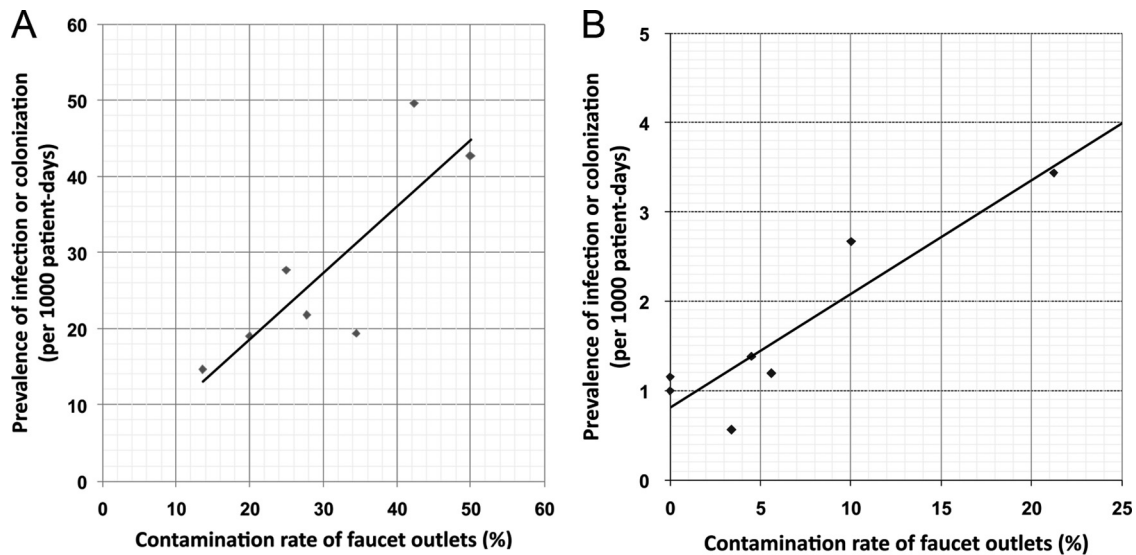 A
Prevalence of infection or colonization
(per 1000 patient-days)
60
50
40
30
20
10
0
0 10 20 30 40 50 60
Contamination rate of faucet outlets (%)
B
Prevalence of infection or colonization
(per 1000 patient-days)
5
4
3
2
1
0
0 5 10 15 20 25
Contamination rate of faucet outlets (%)